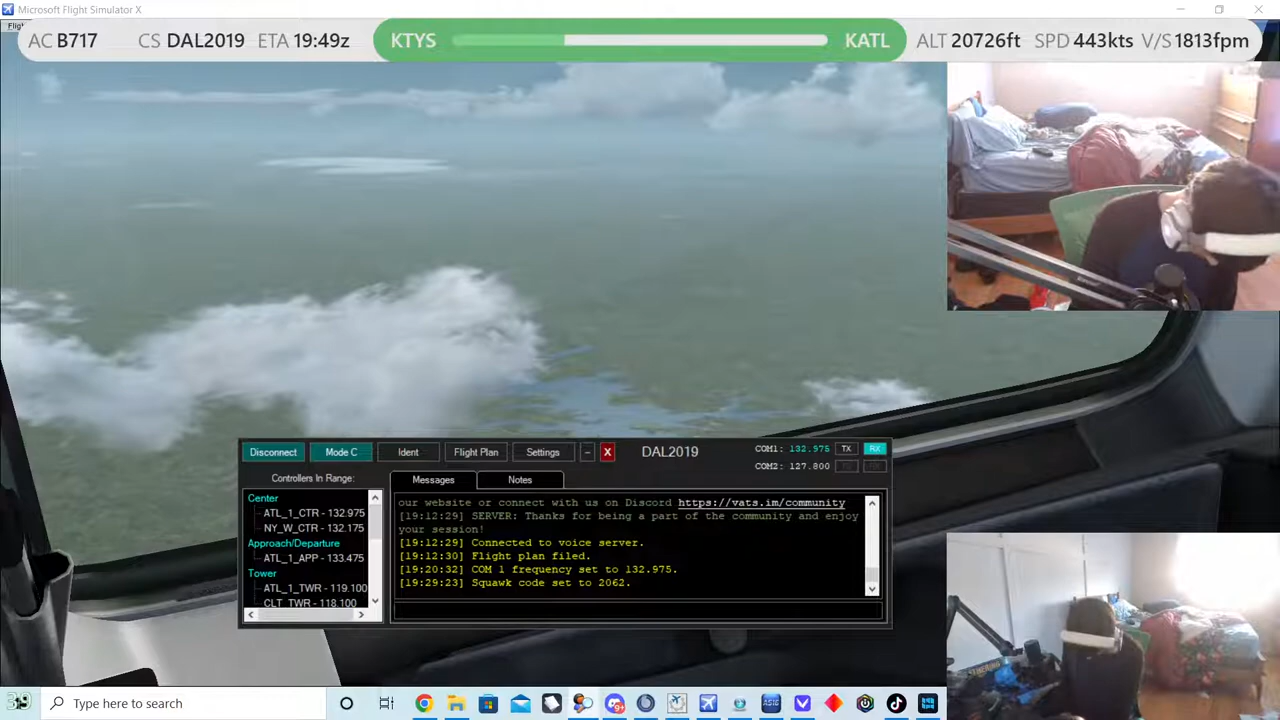 Microsoft Flight Simulator X
AC B717 CS DAL2019 ETA 19:49z KTYS KATL ALT 20726ft SPD 443kts V/S 1813fpm
Disconnect Mode C Ident Flight Plan Settings – X DAL2019 COM1: 132.975 TX RX
COM2: 127.800
Controllers In Range:
Center
ATL_1_CTR - 132.975
NY_W_CTR - 132.175
Approach/Departure
ATL_1_APP - 133.475
Tower
ATL_1_TWR - 119.100
CLT_TWR - 118.100
Messages Notes
our website or connect with us on Discord https://vats.im/community
[19:12:29] SERVER: Thanks for being a part of the community and enjoy
your session!
[19:12:29] Connected to voice server.
[19:12:30] Flight plan filed.
[19:20:32] COM 1 frequency set to 132.975.
[19:29:23] Squawk code set to 2062.
Type here to search